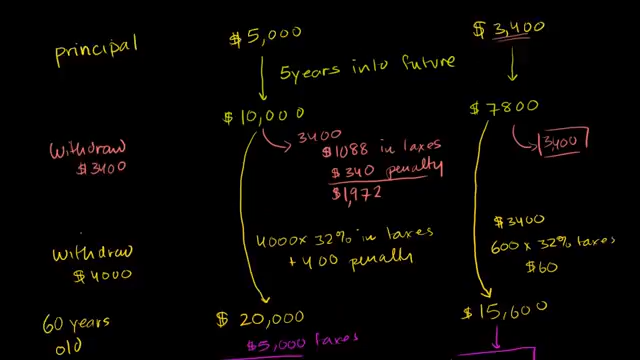 principal
$5,000
$3,400
5 years into future
$10,000
$7800
withdraw
$3400
3400
$1088 in taxes
$340 penalty
$1,972
3,400
withdraw
$4000
4000 x 32% in taxes
+ 400 penalty
$3400
600 x 32% taxes
$60
60 years
old
$20,000
$15,600
$5,000 taxes